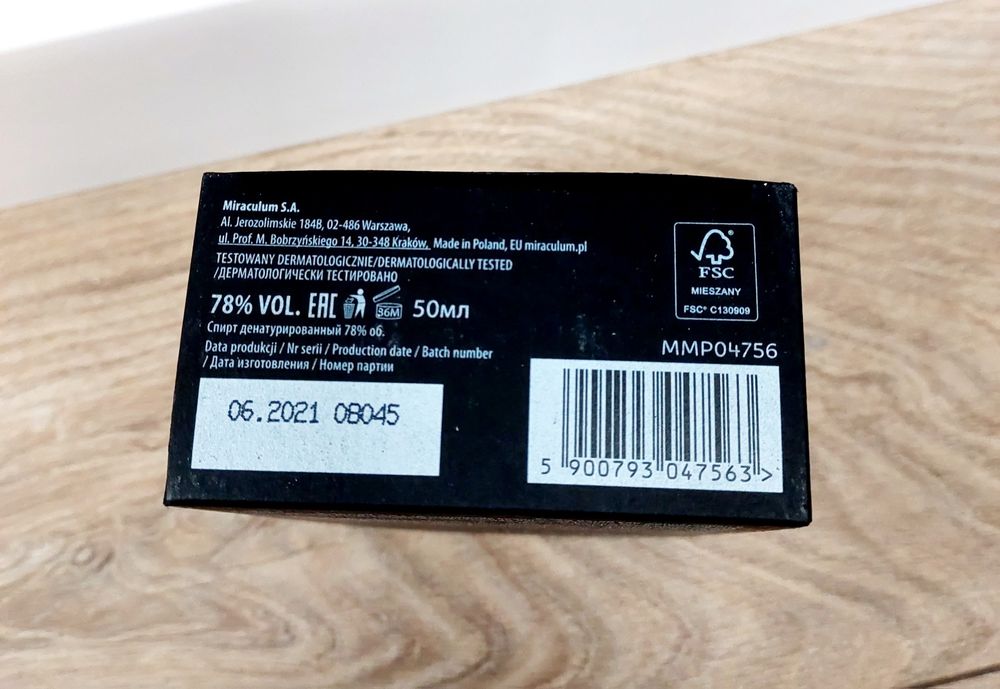 Miraculum S.A.
Al. Jerozolimskie 184B, 02-486 Warszawa,
ul. Prof. M. Bobrzyńskiego 14, 30-348 Kraków, Made in Poland, EU miraculum.pl
TESTOWANY DERMATOLOGICZNIE/DERMATOLOGICALLY TESTED
/ДЕРМАТОЛОГИЧЕСКИ ТЕСТИРОВАНО
78% VOL. EAC 36M 50мл
Спирт денатурированный 78% об.
Data produkcji / Nr serii / Production date / Batch number
/ Дата изготовления / Номер партии
06.2021 08045
FSC
MIESZANY
FSC® C130909
MMP04756
5 900793 047563 >